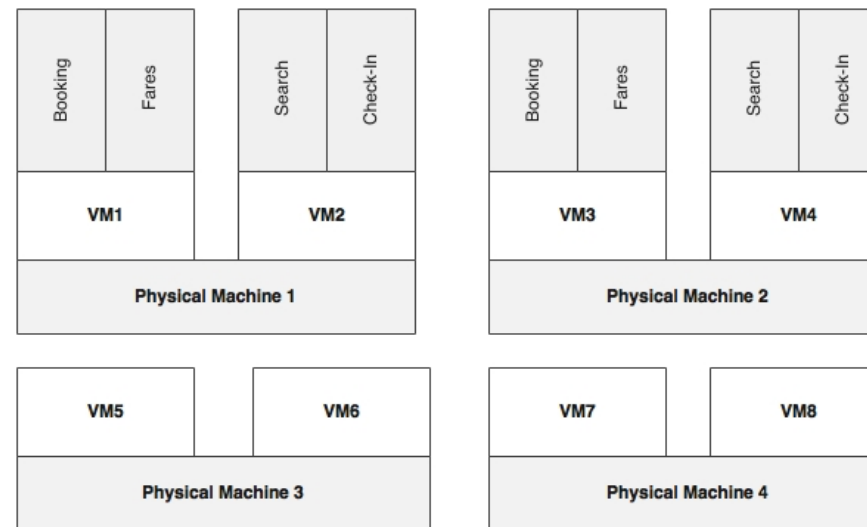 Booking
Fares
Search
Check-In
Booking
Fares
Search
Check-In
VM1
VM2
VM3
VM4
Physical Machine 1
Physical Machine 2
VM5
VM6
VM7
VM8
Physical Machine 3
Physical Machine 4